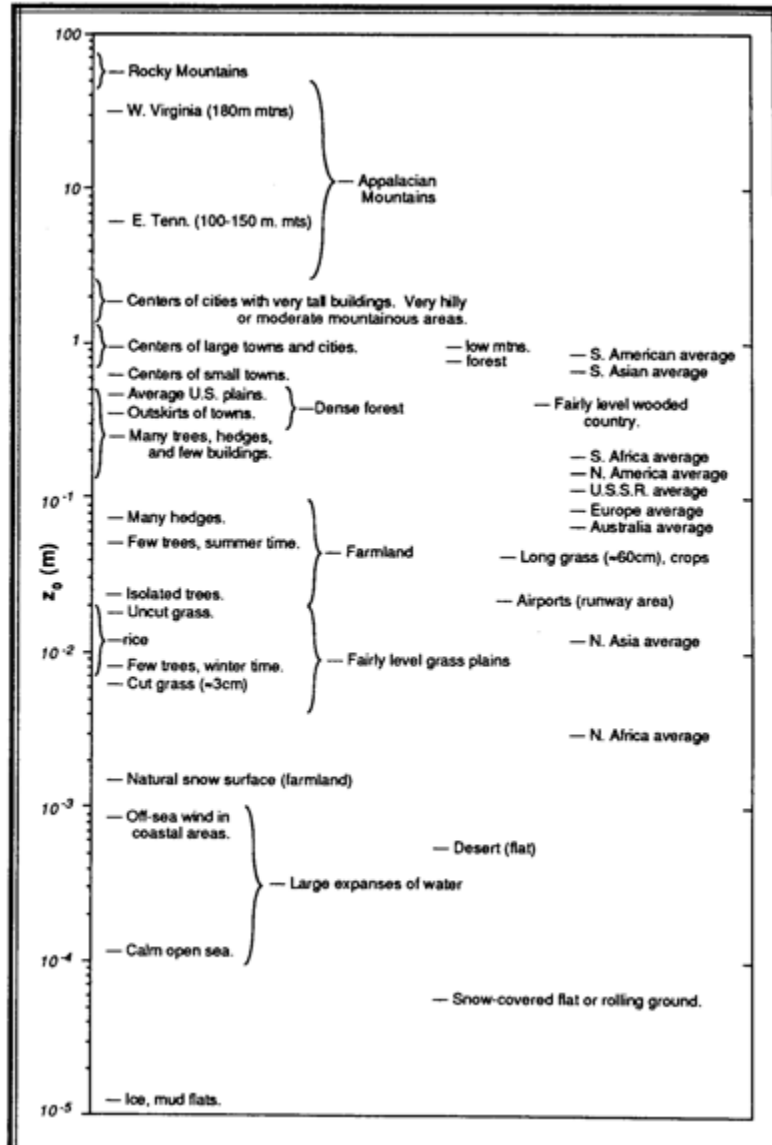 100
Rocky Mountains
W. Virginia (180m mtns)
10
Appalacian
Mountains
E. Tenn. (100-150 m. mts)
Centers of cities with very tall buildings. Very hilly
or moderate mountainous areas.
1
Centers of large towns and cities.
low mtns.
forest
S. American average
S. Asian average
Centers of small towns.
Average U.S. plains.
Outskirts of towns.
Dense forest
Fairly level wooded
country.
Many trees, hedges,
and few buildings.
S. Africa average
N. America average
U.S.S.R. average
Europe average
Australia average
10⁻¹
Many hedges.
Few trees, summer time.
Farmland
Long grass (≈60cm), crops
z₀ (m)
Isolated trees.
Uncut grass.
Airports (runway area)
rice
N. Asia average
10⁻²
Few trees, winter time.
Fairly level grass plains
Cut grass (≈3cm)
N. Africa average
Natural snow surface (farmland)
10⁻³
Off-sea wind in
coastal areas.
Desert (flat)
Large expanses of water
Calm open sea.
10⁻⁴
Snow-covered flat or rolling ground.
Ice, mud flats.
10⁻⁵